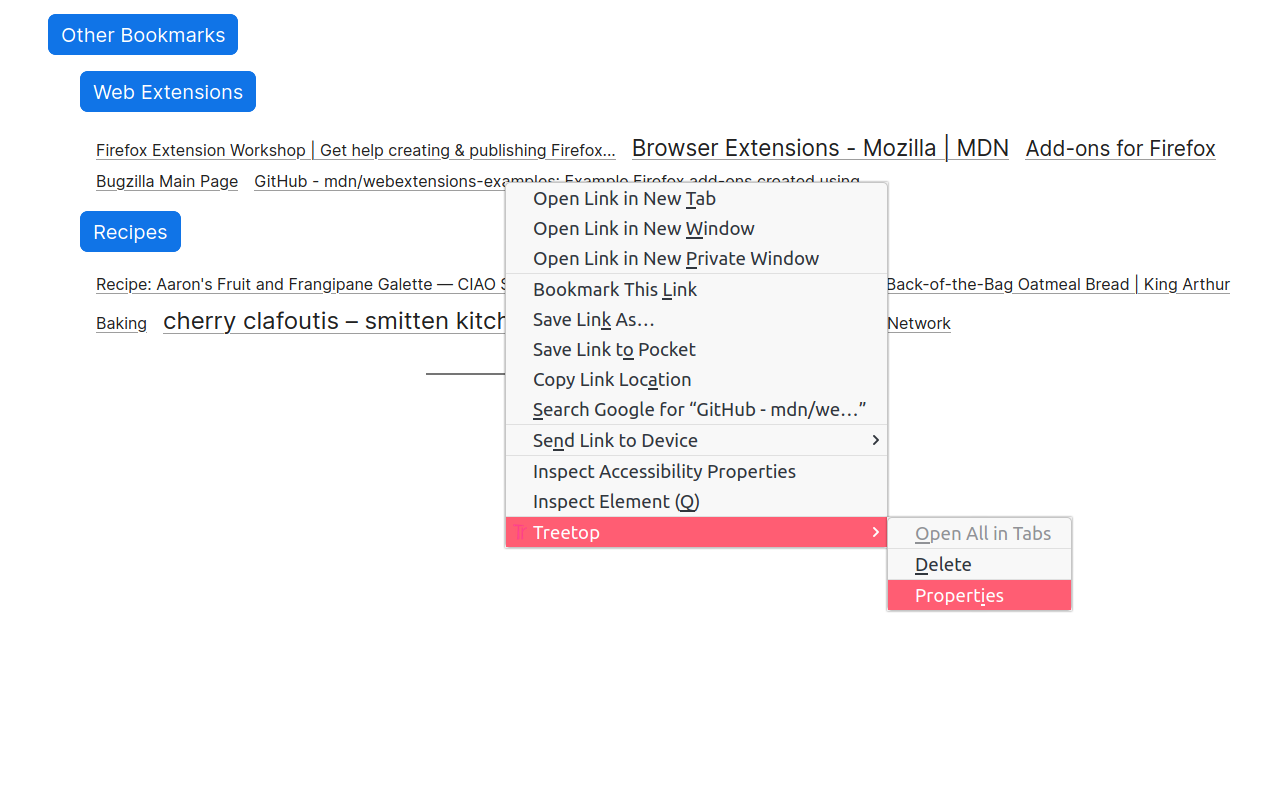 Other Bookmarks
Web Extensions
Firefox Extension Workshop | Get help creating & publishing Firefox... Browser Extensions - Mozilla | MDN Add-ons for Firefox
Bugzilla Main Page GitHub - mdn/webextensions-examples: Example Firefox add-ons created using
Recipes
Recipe: Aaron's Fruit and Frangipane Galette — CIAO Back-of-the-Bag Oatmeal Bread | King Arthur
Baking cherry clafoutis – smitten Network
Open Link in New Tab
Open Link in New Window
Open Link in New Private Window
Bookmark This Link
Save Link As…
Save Link to Pocket
Copy Link Location
Search Google for “GitHub - mdn/we…”
Send Link to Device
Inspect Accessibility Properties
Inspect Element (Q)
Treetop
Open All in Tabs
Delete
Properties